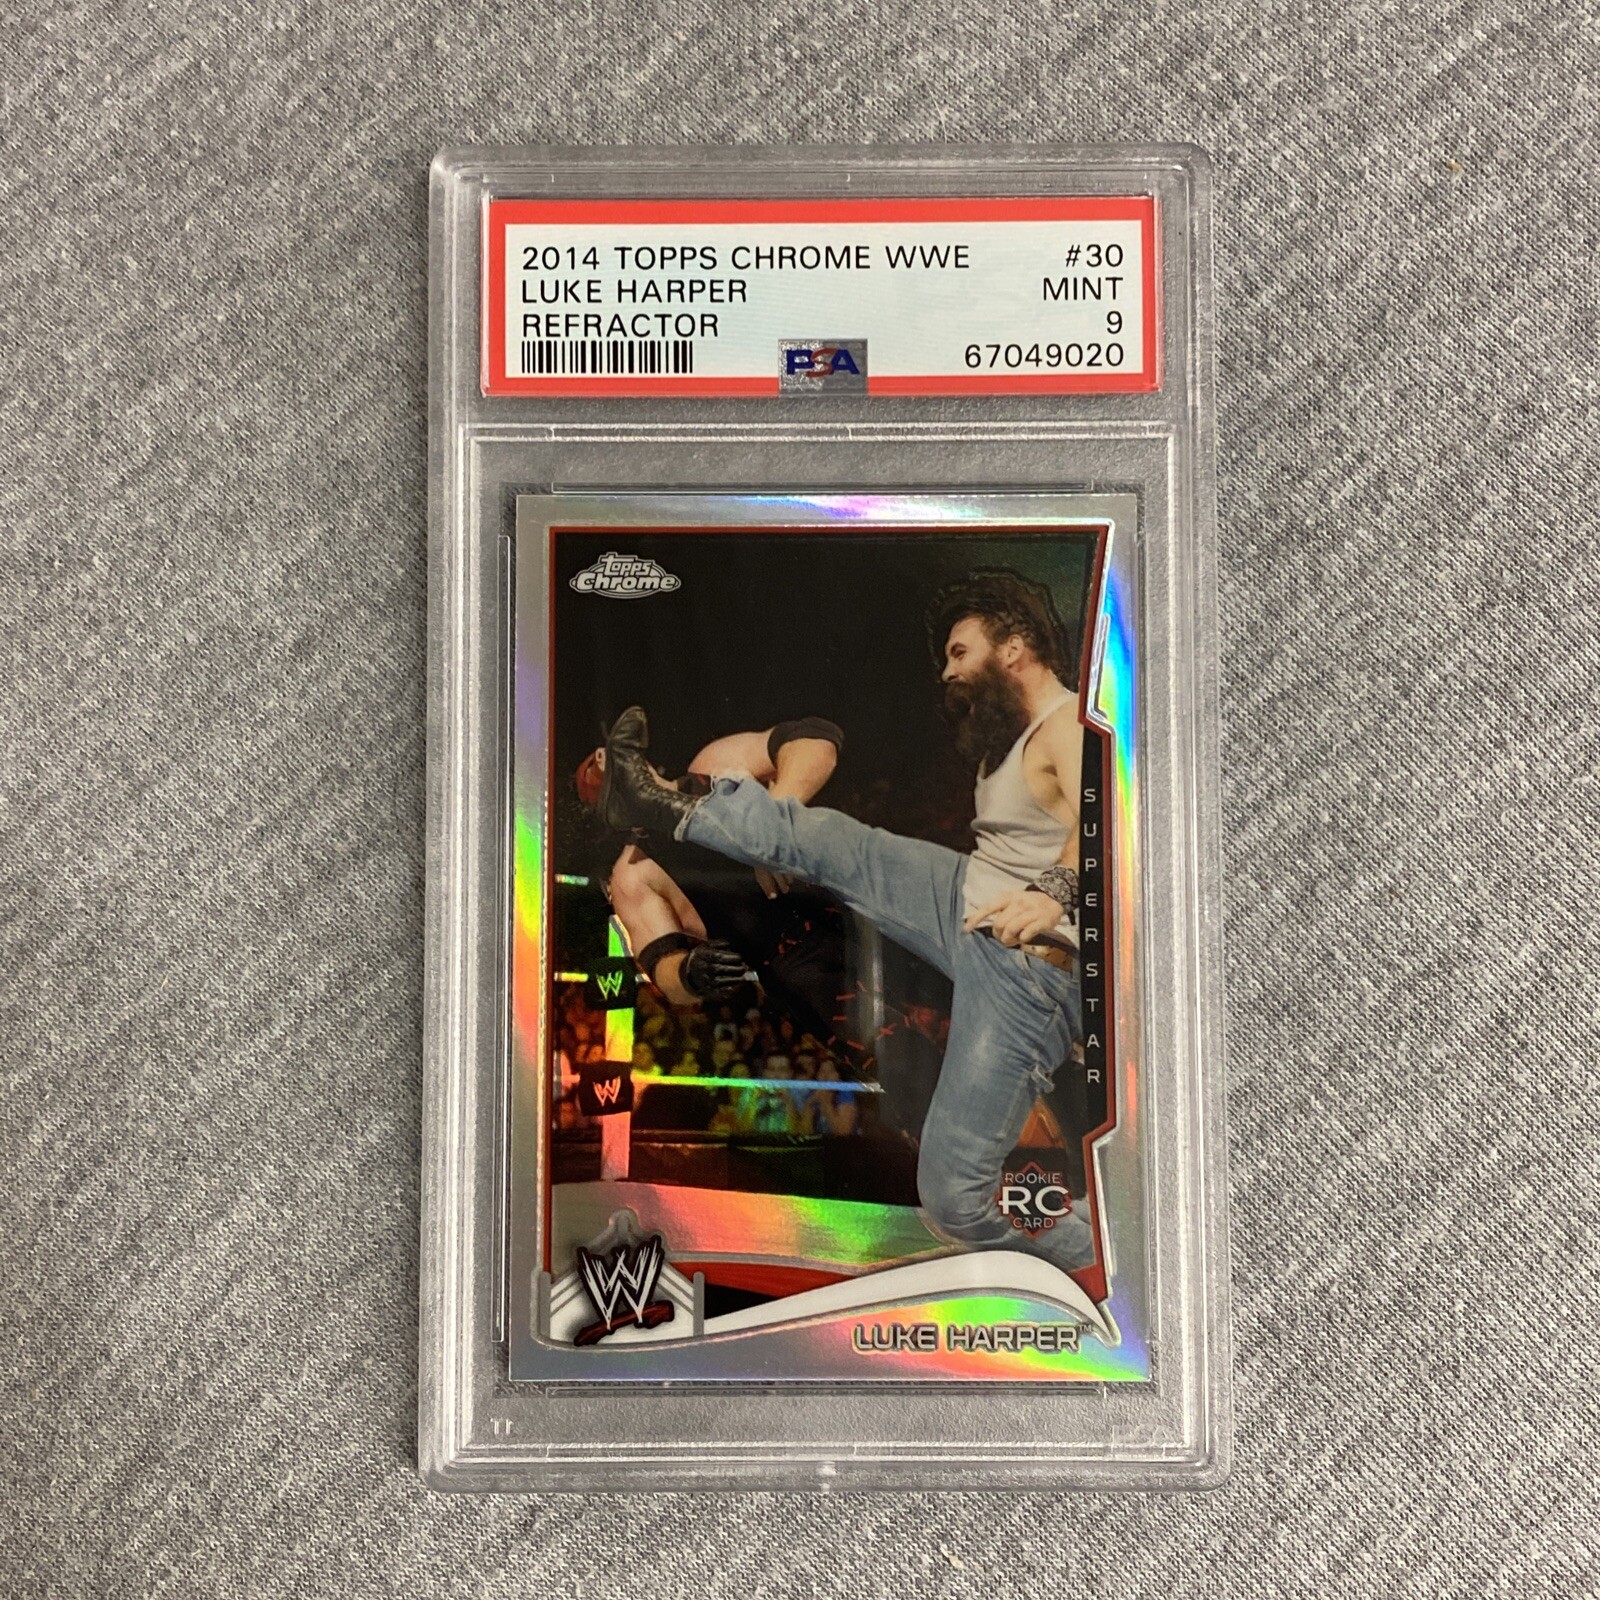 2014 TOPPS CHROME WWE #30
LUKE HARPER MINT
REFRACTOR 9
67049020
PSA
Topps
Chrome
SUPERSTAR
W
W
ROOKIE
RC
CARD
W
LUKE HARPER™